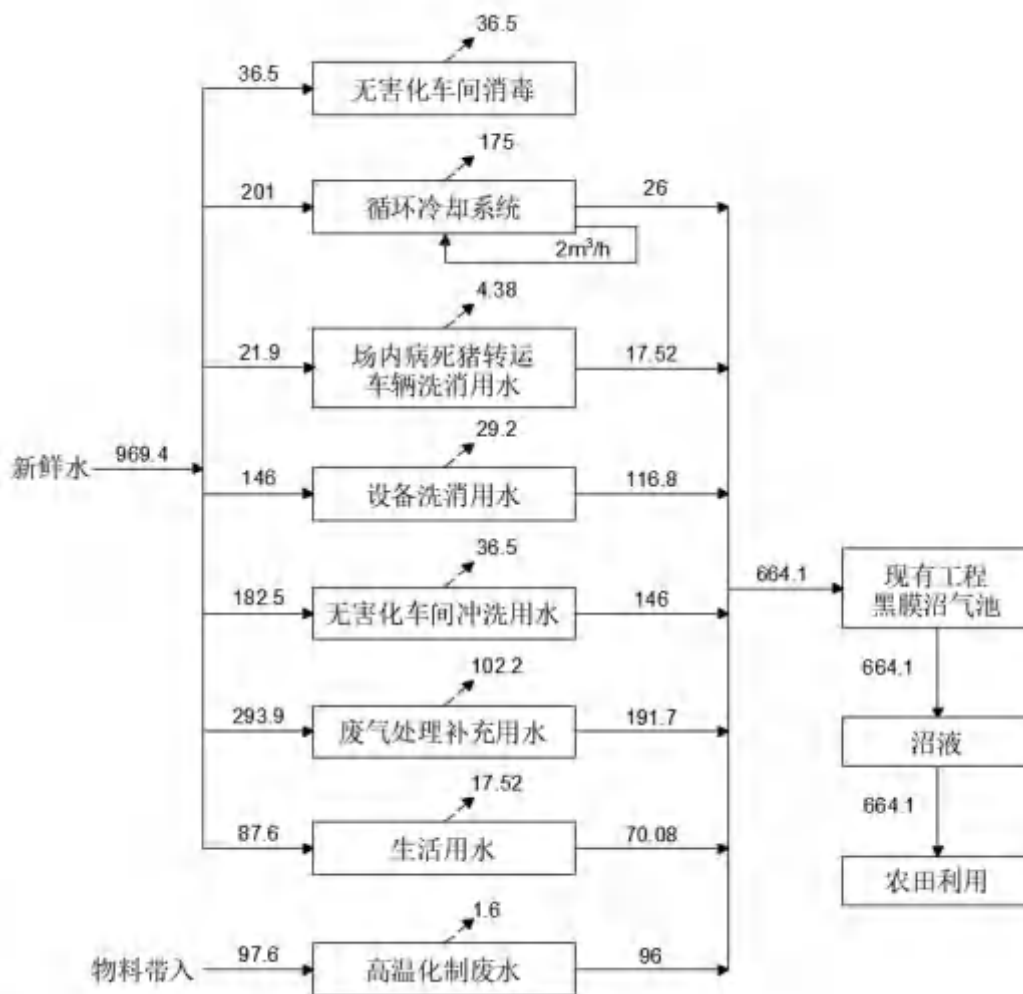 36.5
36.5
无害化车间消毒
175
201
循环冷却系统
26
2m³/h
4.38
21.9
场内病死猪转运
车辆洗消用水
17.52
29.2
新鲜水
969.4
146
设备洗消用水
116.8
36.5
182.5
无害化车间冲洗用水
146
664.1
现有工程
黑膜沼气池
102.2
664.1
293.9
废气处理补充用水
191.7
沼液
17.52
664.1
87.6
生活用水
70.08
农田利用
1.6
物料带入
97.6
高温化制废水
96